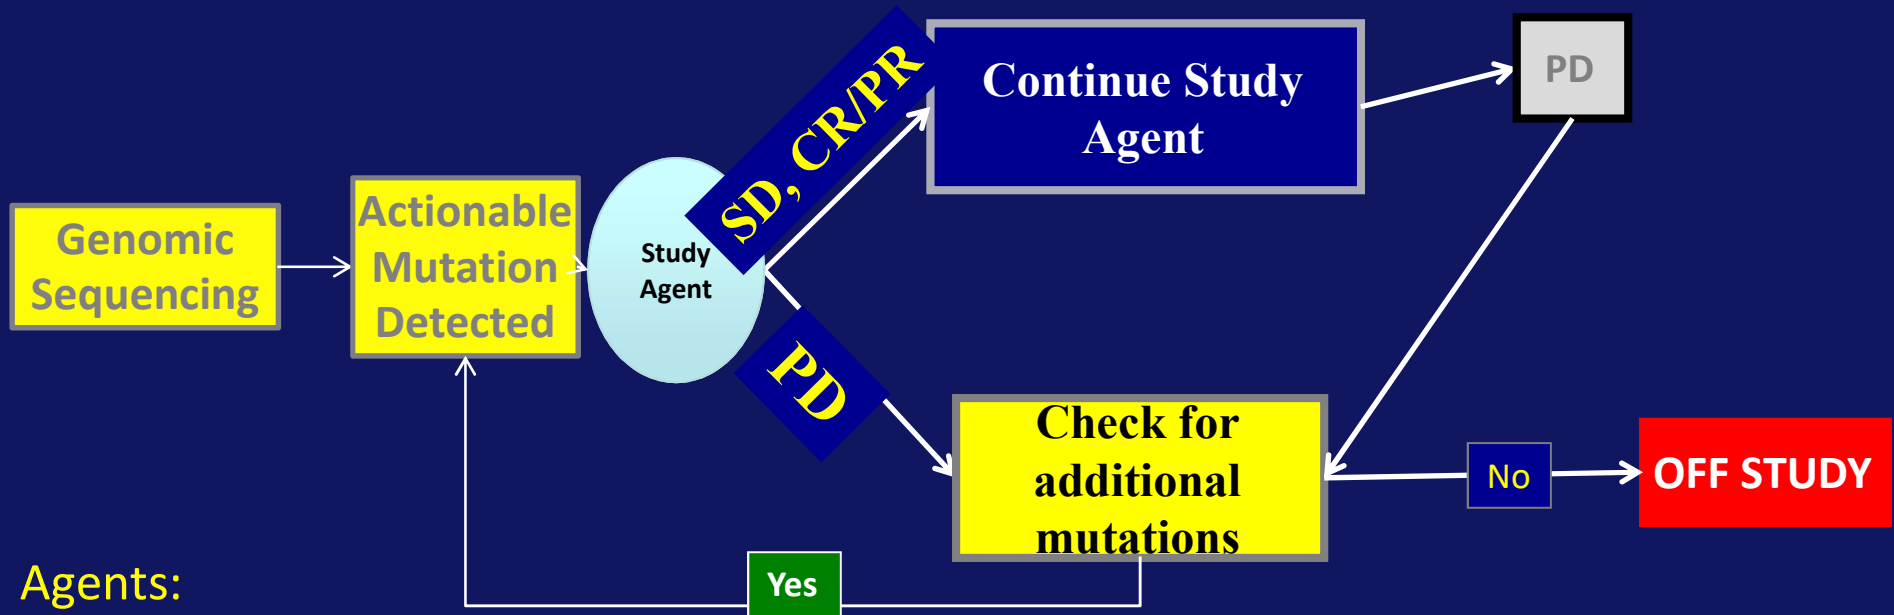 Genomic
Sequencing
Actionable
Mutation
Detected
Study
Agent
SD, CR/PR
Continue Study
Agent
PD
PD
Check for
additional
mutations
No
OFF STUDY
Yes
Agents: